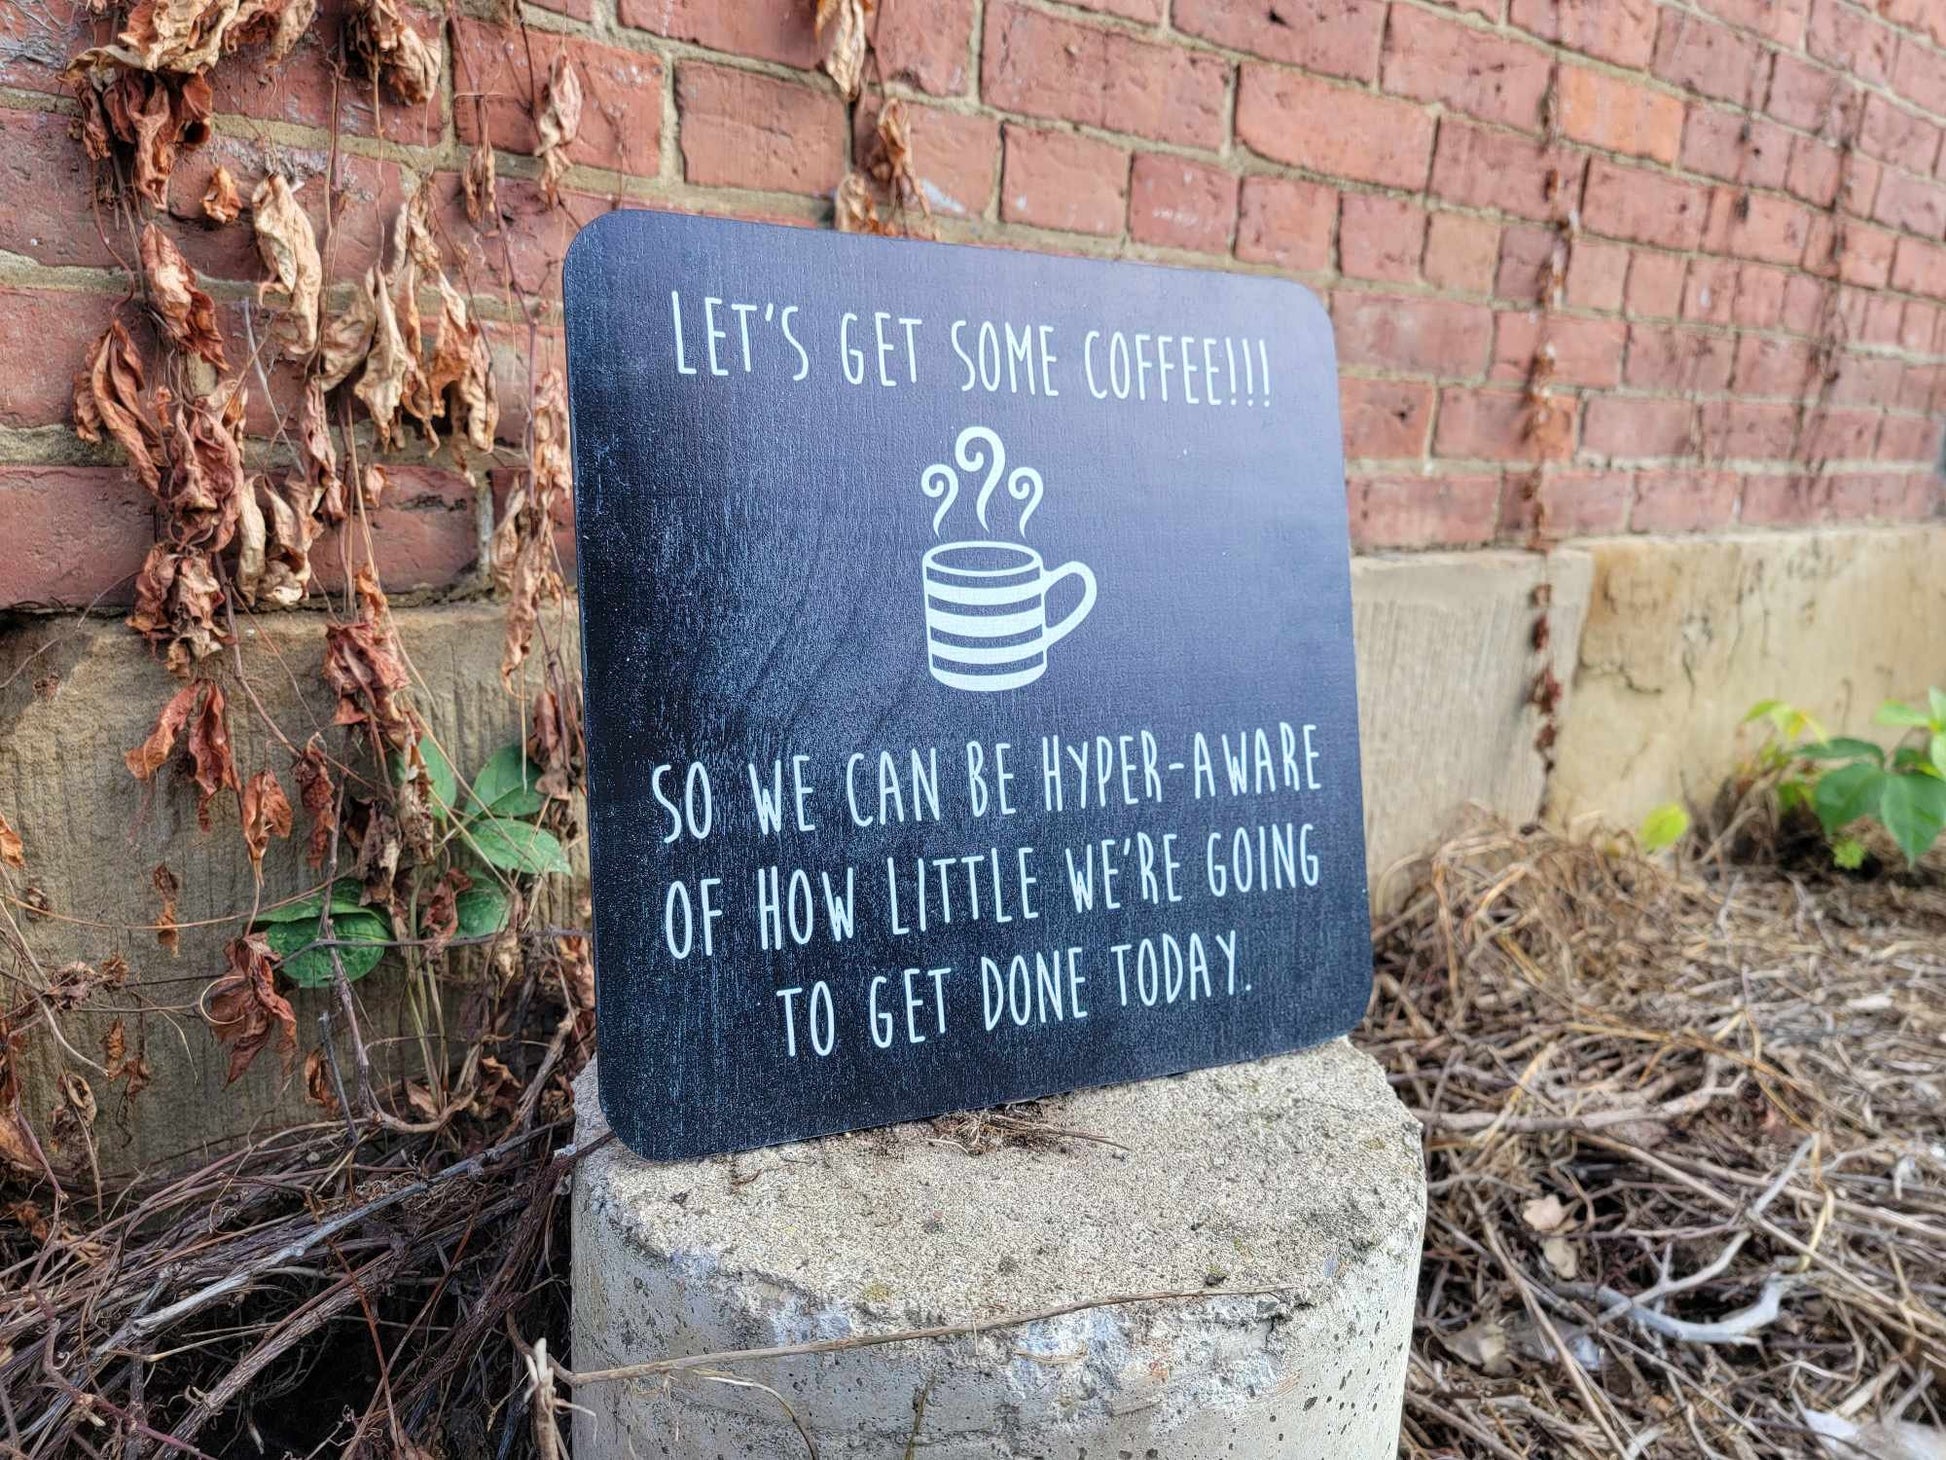 LET'S GET SOME COFFEE!!!
SO WE CAN BE HYPER-AWARE
OF HOW LITTLE WE'RE GOING
TO GET DONE TODAY.